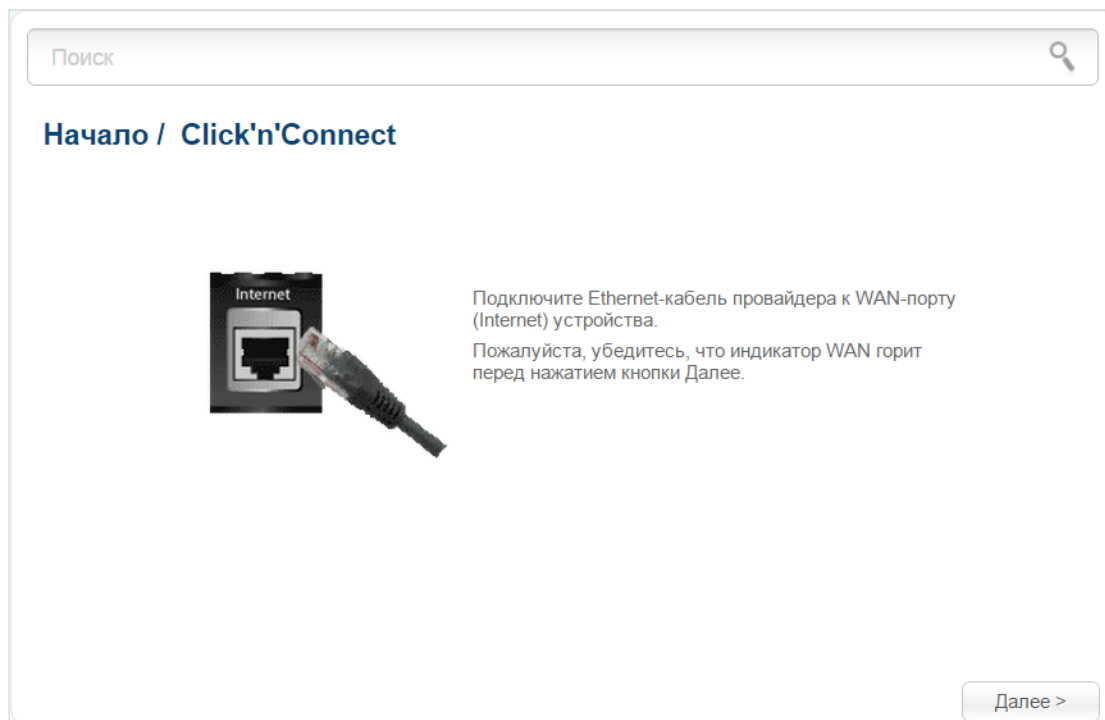 Поиск
Начало / Click'n'Connect
Internet
Подключите Ethernet-кабель провайдера к WAN-порту
(Internet) устройства.
Пожалуйста, убедитесь, что индикатор WAN горит
перед нажатием кнопки Далее.
Далее >